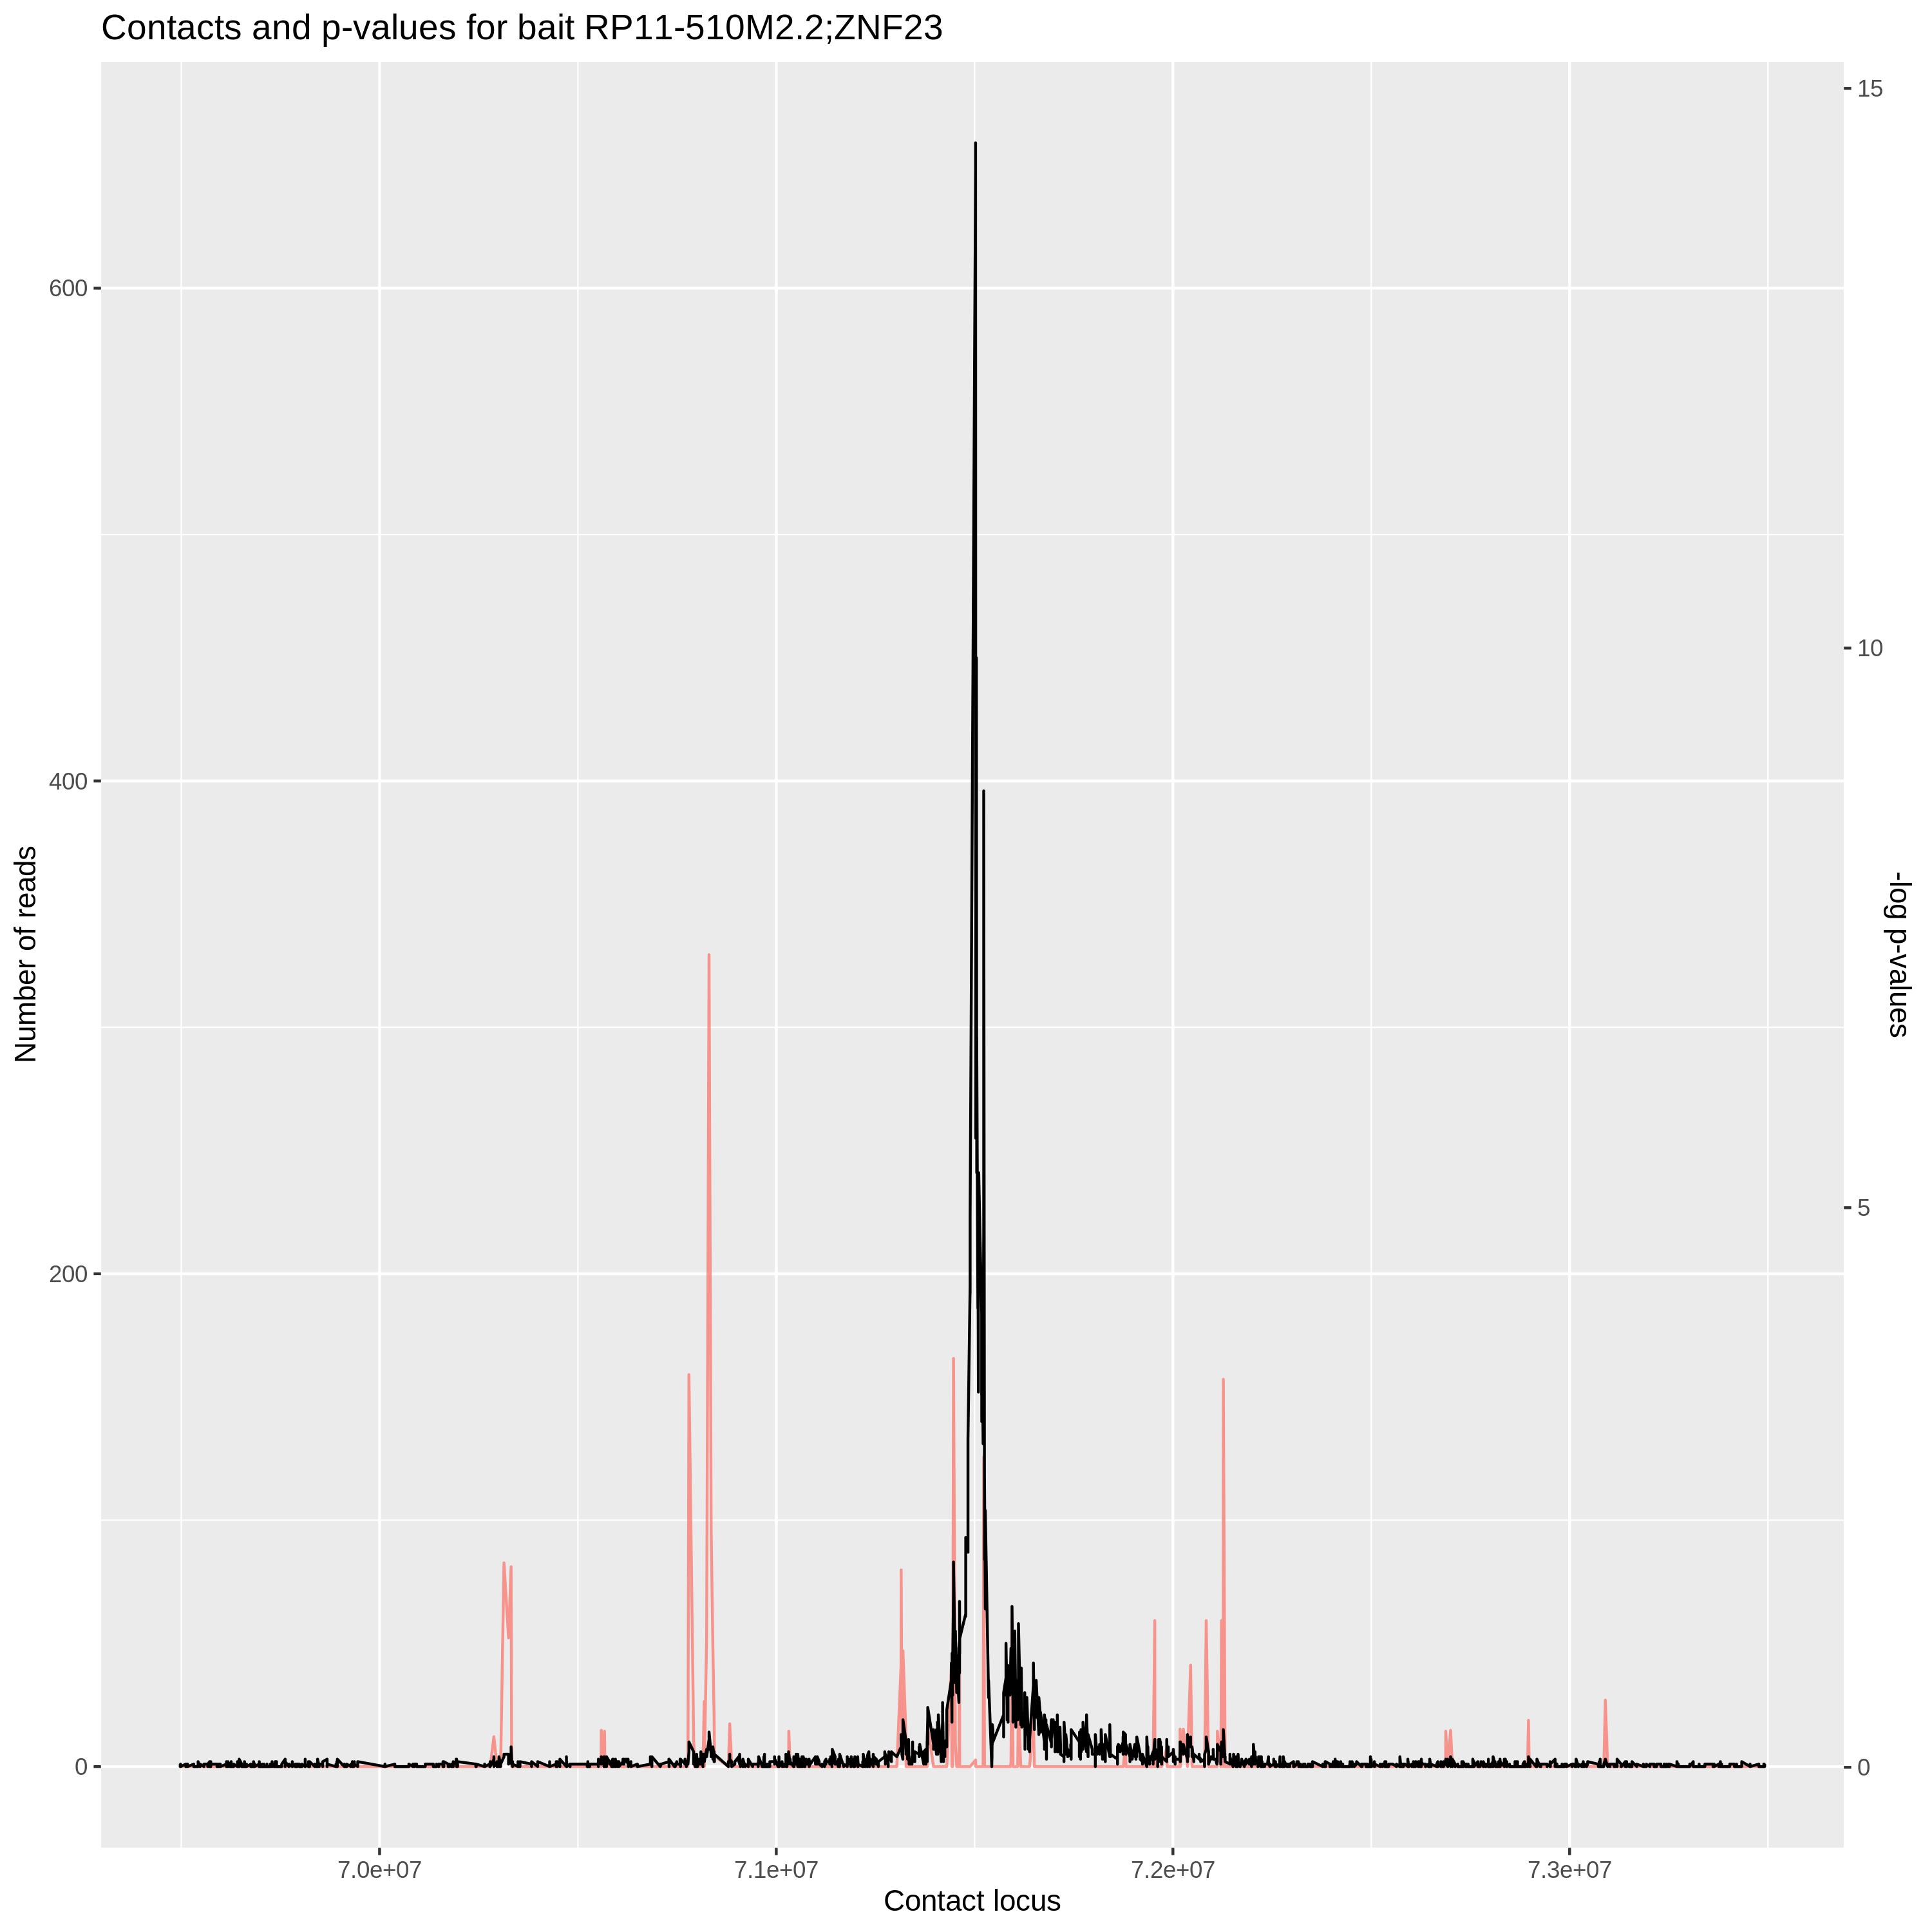 Contacts and p-values for bait RP11-510M2.2;ZNF23
15
600
10
400
Number of reads
-log p-values
5
200
0
0
7.0e+07
7.1e+07
7.2e+07
7.3e+07
Contact locus